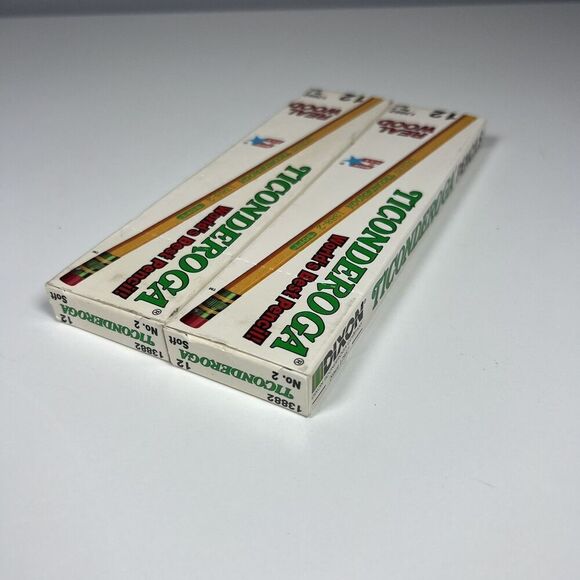 12
REAL
WOOD
TICONDEROGA®
World's Best Pencil!
12
Soft
TICONDEROGA
13882
No. 2
12
REAL
WOOD
TICONDEROGA®
World's Best Pencil!
12
Soft
TICONDEROGA
13882
No. 2
DIXON
TICONDEROGA